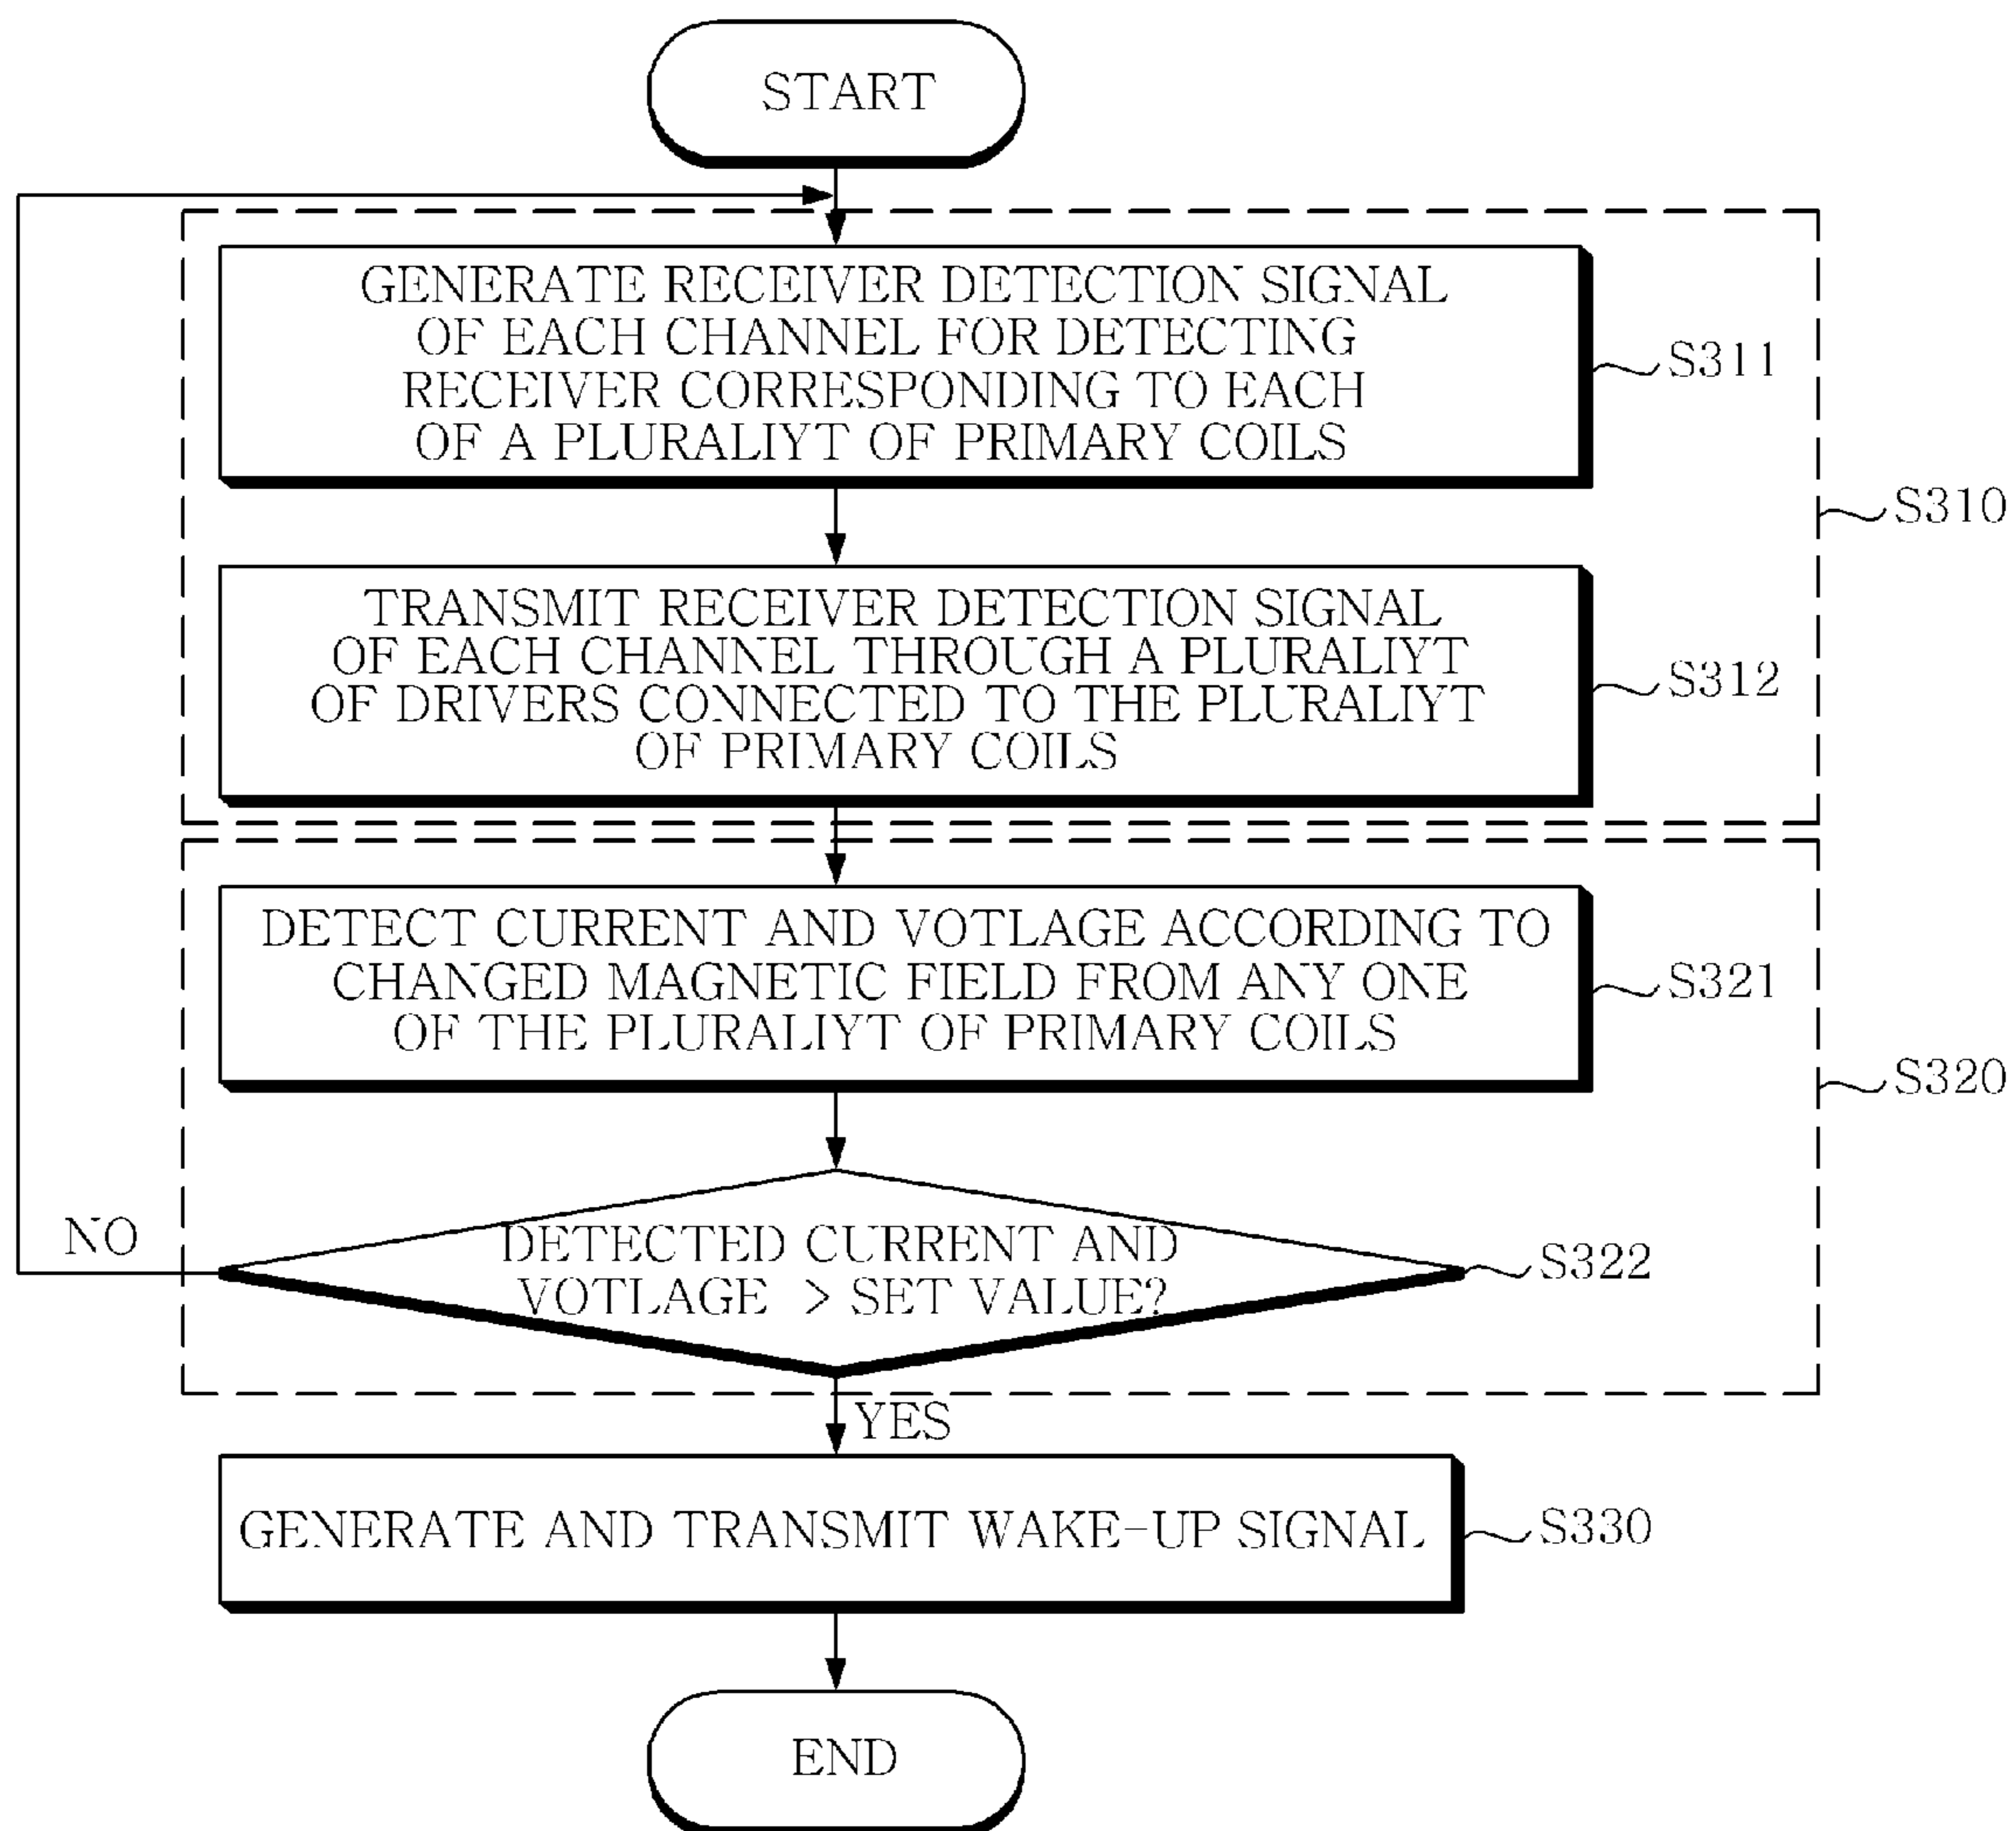 START
GENERATE RECEIVER DETECTION SIGNAL
OF EACH CHANNEL FOR DETECTING
RECEIVER CORRESPONDING TO EACH
OF A PLURALIYT OF PRIMARY COILS
S311
S310
TRANSMIT RECEIVER DETECTION SIGNAL
OF EACH CHANNEL THROUGH A PLURALIYT
OF DRIVERS CONNECTED TO THE PLURALIYT
OF PRIMARY COILS
S312
DETECT CURRENT AND VOTLAGE ACCORDING TO
CHANGED MAGNETIC FIELD FROM ANY ONE
OF THE PLURALIYT OF PRIMARY COILS
S321
S320
NO
DETECTED CURRENT AND
VOTLAGE > SET VALUE?
S322
YES
GENERATE AND TRANSMIT WAKE-UP SIGNAL
S330
END